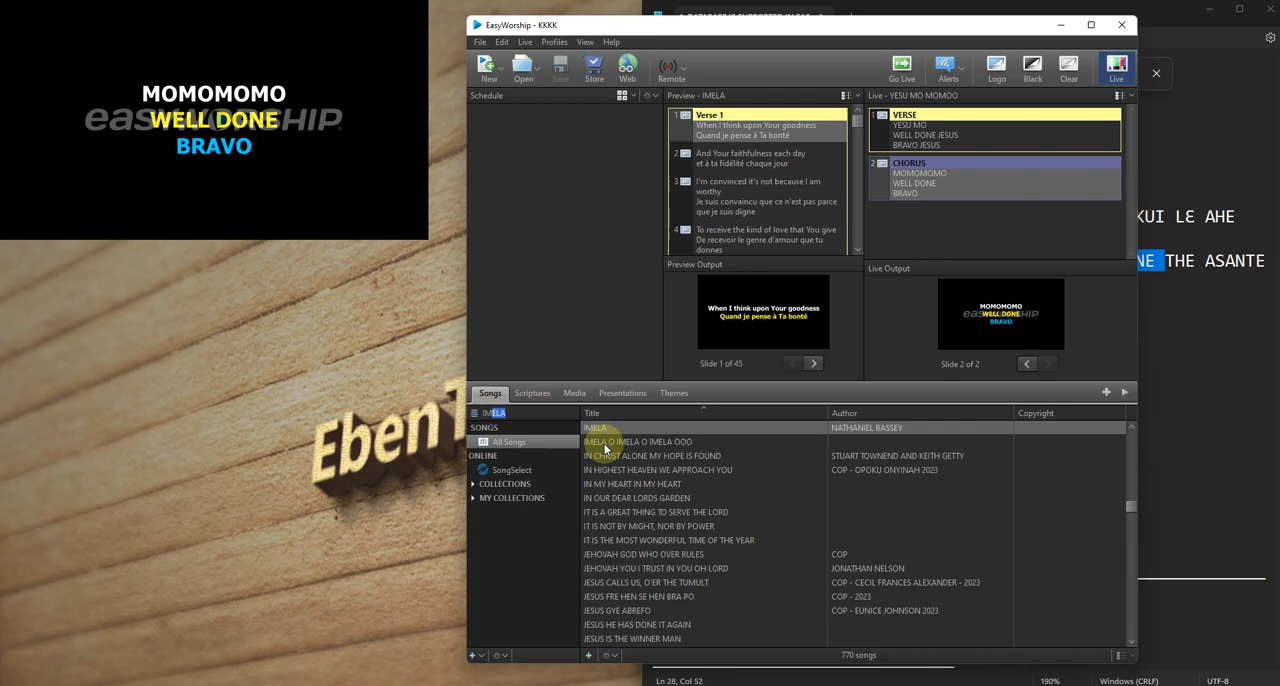 MOMOMOMO
WELL DONE
BRAVO
EasyWorship - KKKK
File Edit Live Profiles View Help
New Open Save Store Web Remote Go Live Alerts Logo Black Clear Live
Schedule
Preview - IMELA
1 Verse 1
When I think upon Your goodness
Quand je pense à Ta bonté
2 And Your faithfulness each day
et à ta fidélité chaque jour
3 I'm convinced it's not because I am
worthy
Je suis convaincu que ce n'est pas parce
que je suis digne
4 To receive the kind of love that You give
De recevoir le genre d'amour que tu
donnes
Live - YESU MO MOMOO
1 VERSE
YESU MO
WELL DONE JESUS
BRAVO JESUS
2 CHORUS
MOMOMOMO
WELL DONE
BRAVO
Preview Output
When I think upon Your goodness
Quand je pense à Ta bonté
Slide 1 of 45
Live Output
MOMOMOMO
WELL DONE
BRAVO
Slide 2 of 2
KUI LƐ AHE
NE THE ASANTE
EbenT
Songs Scriptures Media Presentations Themes
IMELA
SONGS
All Songs
ONLINE
SongSelect
COLLECTIONS
MY COLLECTIONS
Title Author Copyright
IMELA NATHANIEL BASSEY
IMELA O IMELA O IMELA OOO
IN CHRIST ALONE MY HOPE IS FOUND STUART TOWNEND AND KEITH GETTY
IN HIGHEST HEAVEN WE APPROACH YOU COP - OPOKU ONYINAH 2023
IN MY HEART IN MY HEART
IN OUR DEAR LORDS GARDEN
IT IS A GREAT THING TO SERVE THE LORD
IT IS NOT BY MIGHT, NOR BY POWER
IT IS THE MOST WONDERFUL TIME OF THE YEAR
JEHOVAH GOD WHO OVER RULES COP
JEHOVAH YOU I TRUST IN YOU OH LORD JONATHAN NELSON
JESUS CALLS US, O'ER THE TUMULT COP - CECIL FRANCES ALEXANDER - 2023
JESUS FRE HEN SE HEN BRA PO COP - 2023
JESUS GYE ABREFO COP - EUNICE JOHNSON 2023
JESUS HE HAS DONE IT AGAIN
JESUS IS THE WINNER MAN
770 songs
Ln 28, Col 52 190% Windows (CRLF) UTF-8